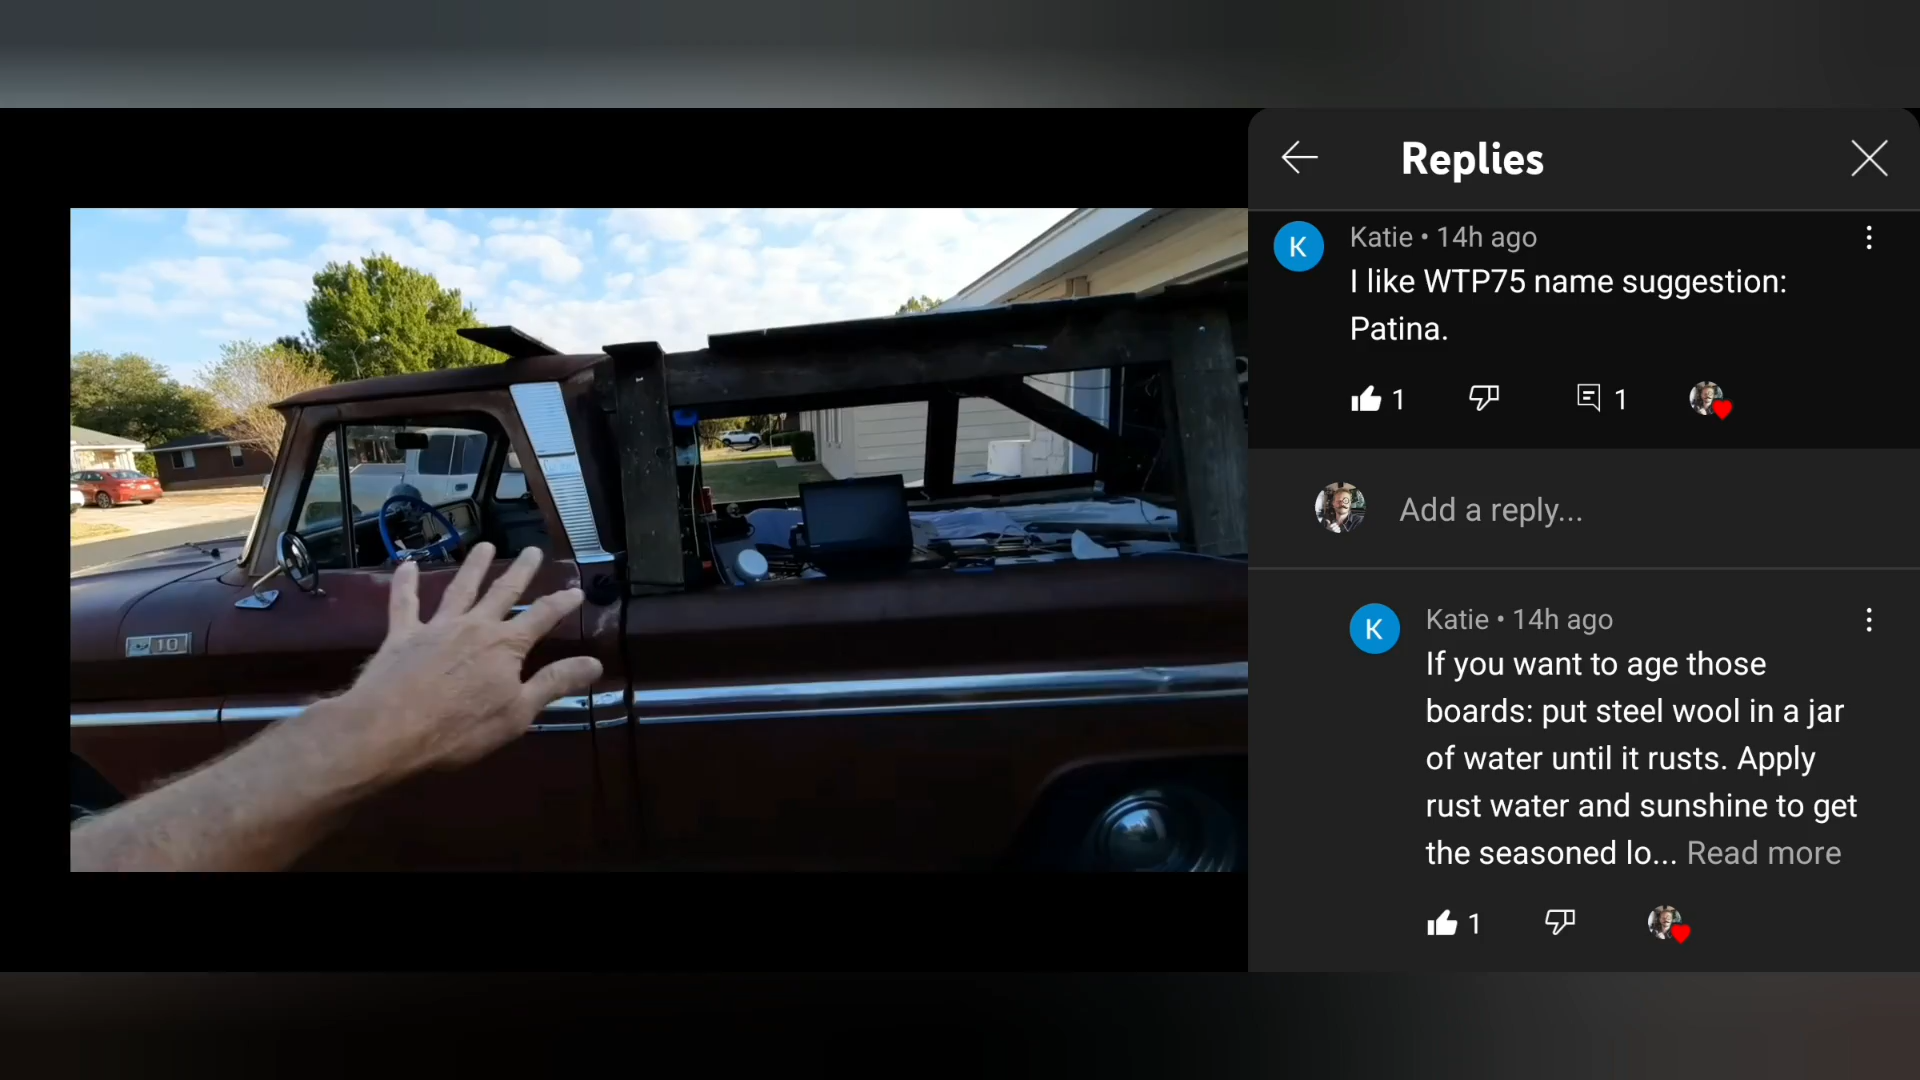 Replies
K
Katie • 14h ago
I like WTP75 name suggestion:
Patina.
1
1
Add a reply...
K
Katie • 14h ago
If you want to age those
boards: put steel wool in a jar
of water until it rusts. Apply
rust water and sunshine to get
the seasoned lo... Read more
1
10